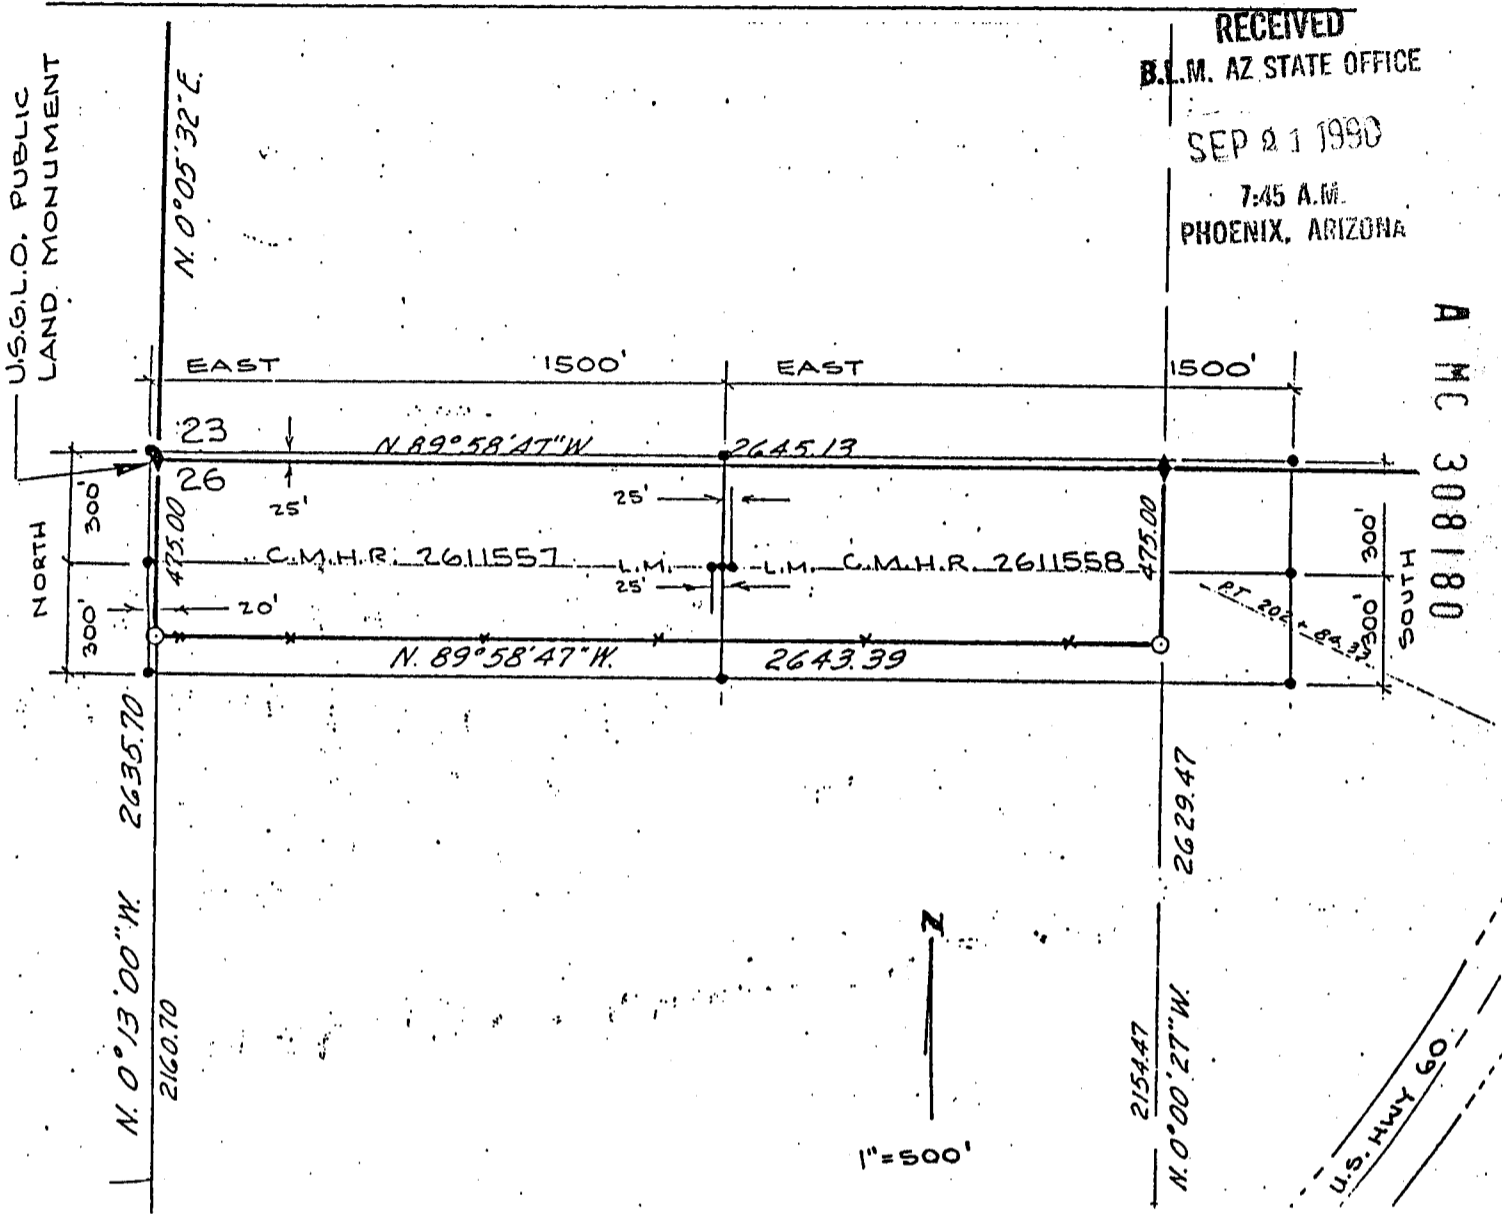 RECEIVED
B.L.M. AZ STATE OFFICE
SEP 21 1990
7:45 A.M.
PHOENIX, ARIZONA
A MC 308180
U.S.G.L.O. PUBLIC
LAND MONUMENT
N. 0°05'32"E.
EAST 1500' EAST 1500'
23
N. 89°58'47"W 2645.13
26
25'
25'
300'
475.00
NORTH
C.M.H.R. 2611557 L.M. L.M. C.M.H.R. 2611558
25'
475.00
300'
SOUTH
300'
20'
300'
N. 89°58'47"W. 2643.39
N. 0°13'00"W. 2635.70
2160.70
2629.47
2154.47
N. 0°00'27"W.
N
1"=500'
U.S. HWY 60